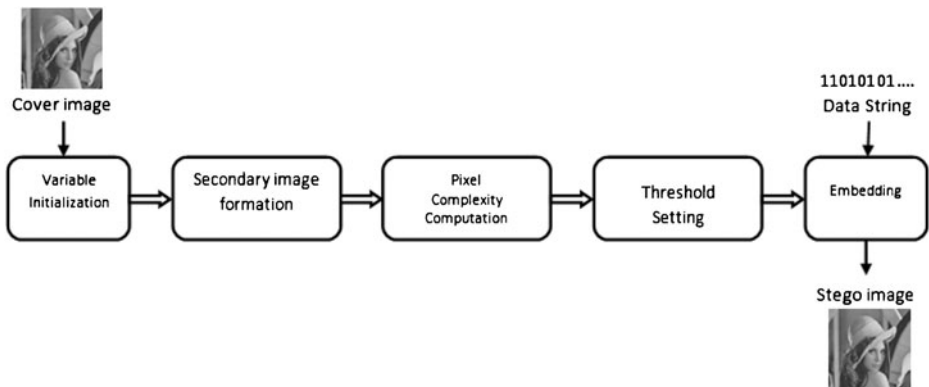 Cover image
11010101....
Data String
Variable
Initialization
Secondary image
formation
Pixel
Complexity
Computation
Threshold
Setting
Embedding
Stego image